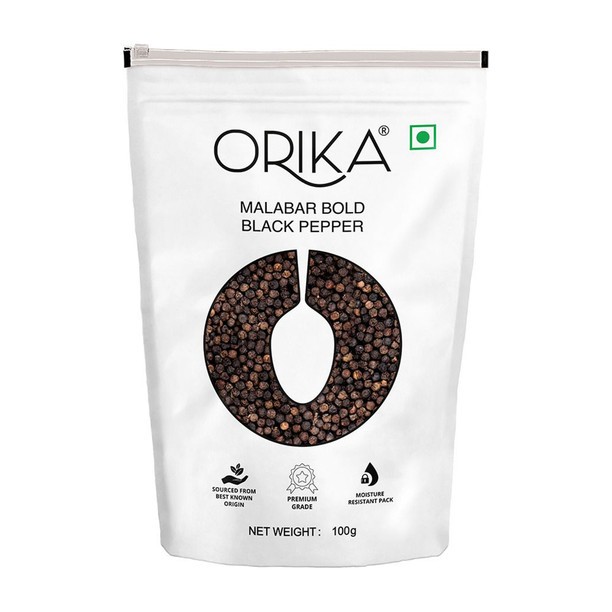 ORIKA®
MALABAR BOLD
BLACK PEPPER
SOURCED FROM
BEST KNOWN
ORIGIN
PREMIUM
GRADE
MOISTURE
RESISTANT PACK
NET WEIGHT : 100g